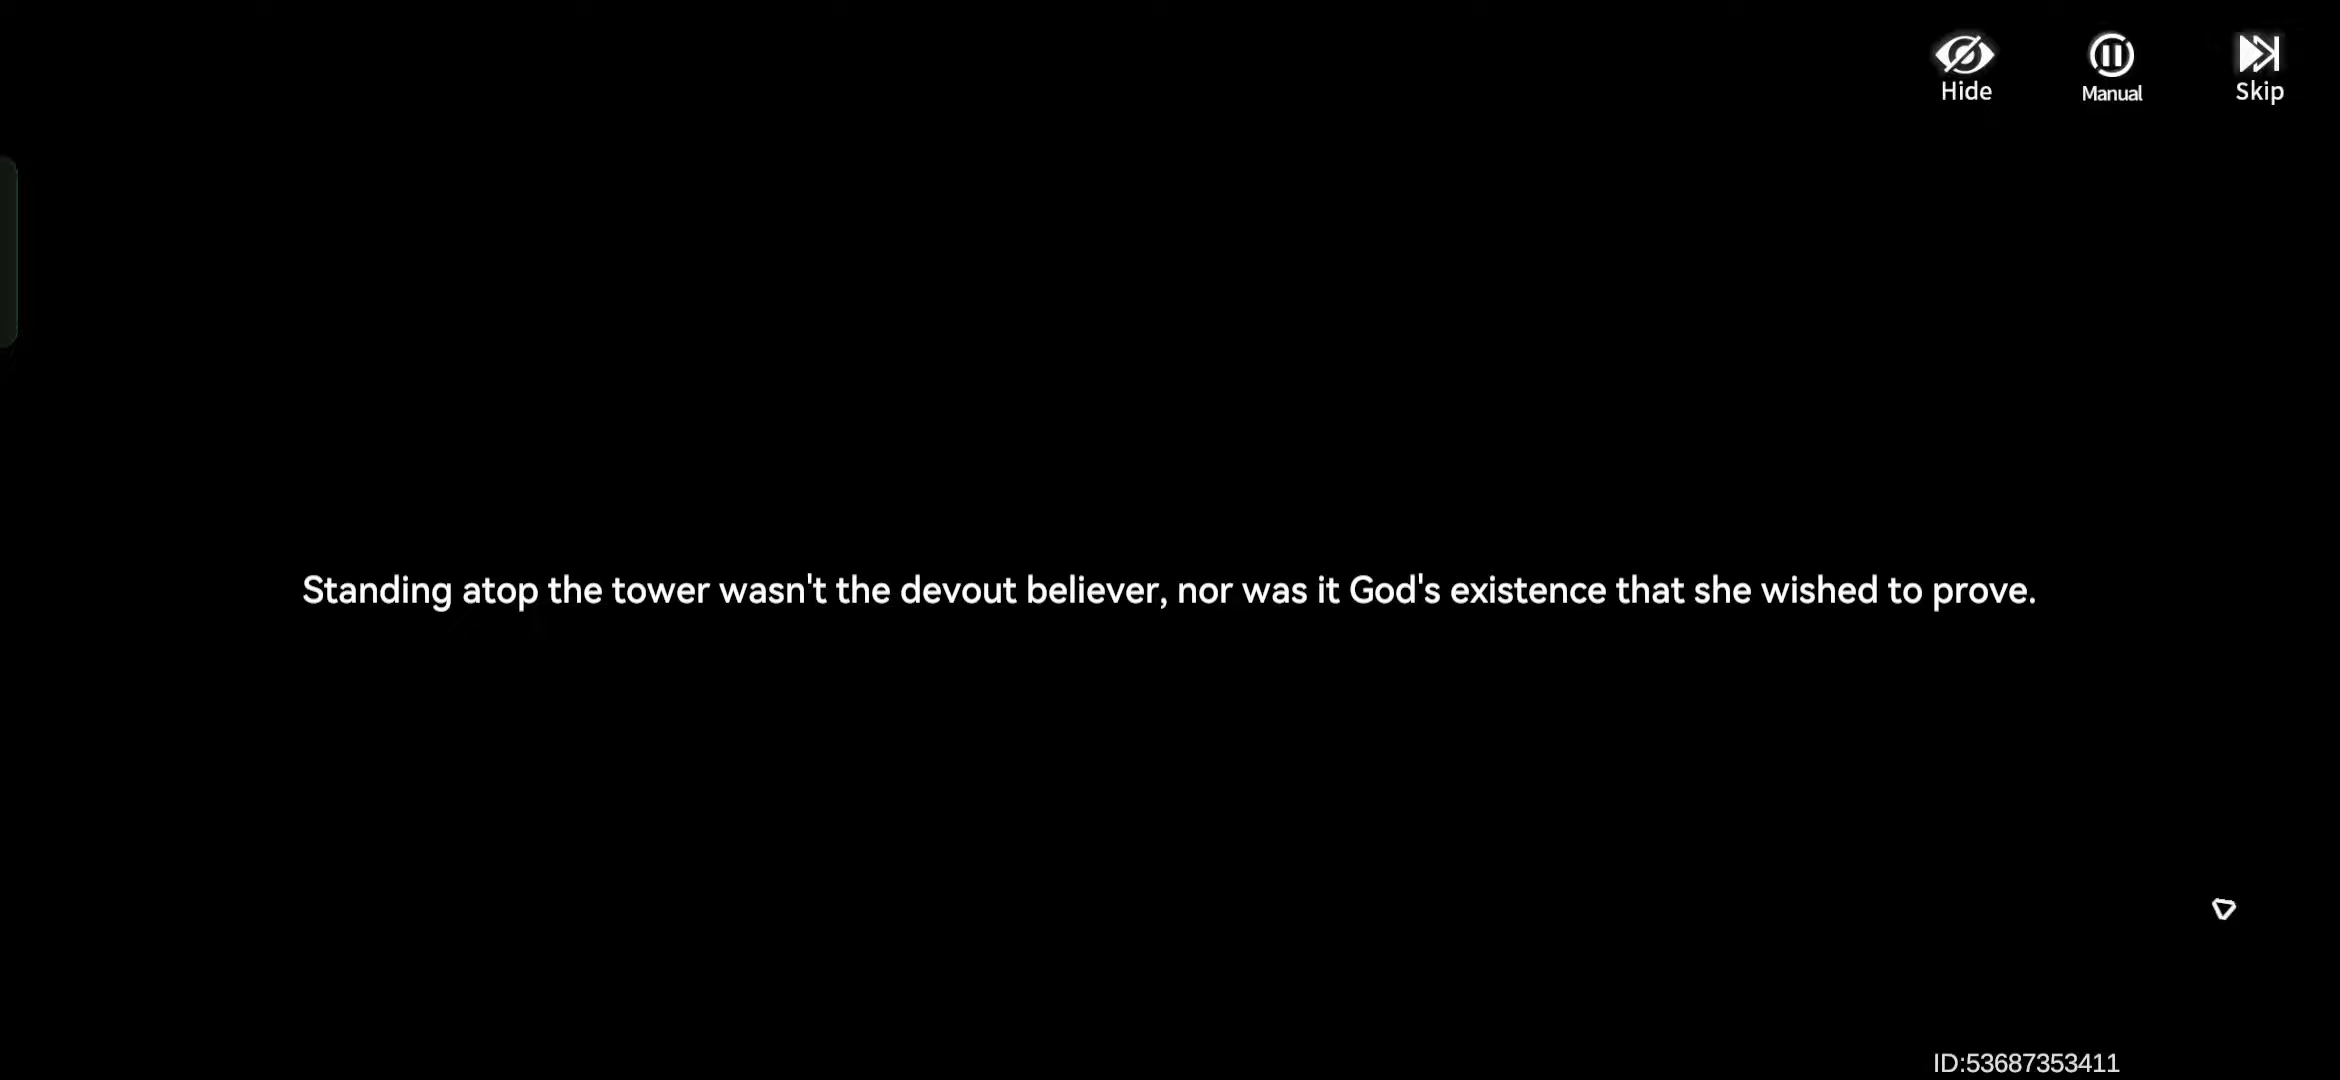 Hide
Manual
Skip
Standing atop the tower wasn't the devout believer, nor was it God's existence that she wished to prove.
ID:53687353411